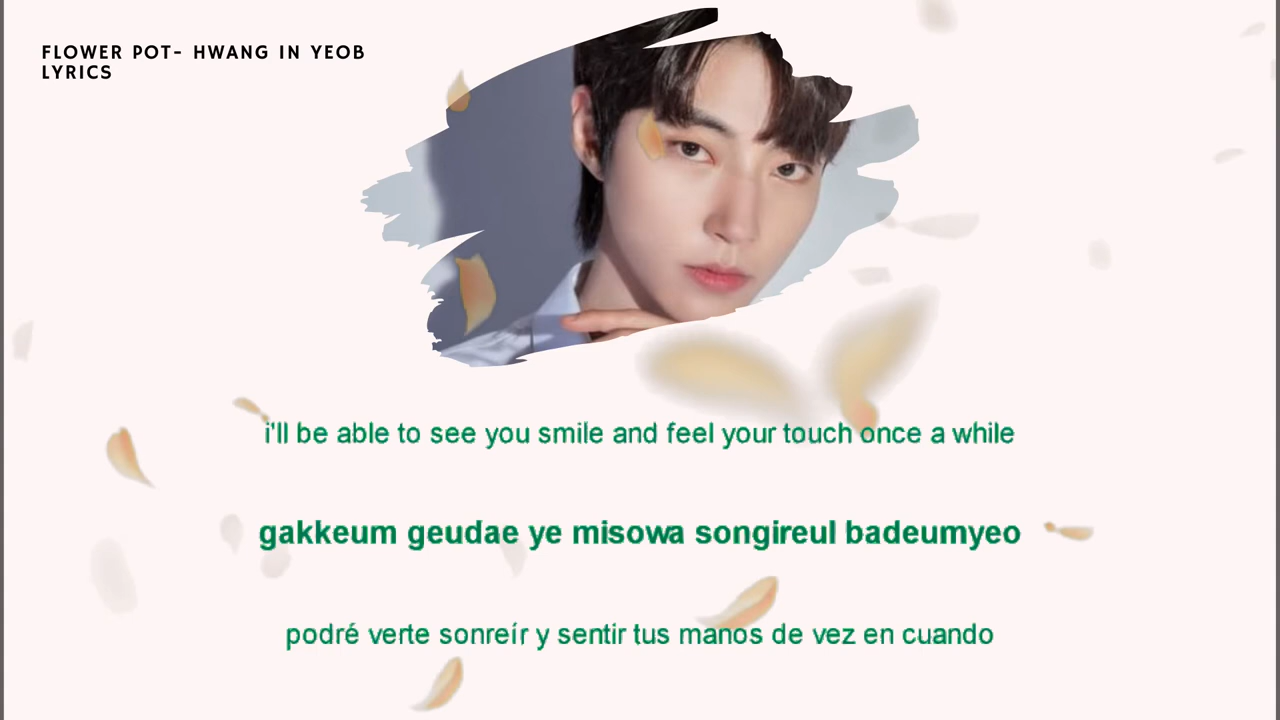 FLOWER POT- HWANG IN YEOB
LYRICS
i'll be able to see you smile and feel your touch once a while
gakkeum geudae ye misowa songireul badeumyeo
podré verte sonreír y sentir tus manos de vez en cuando